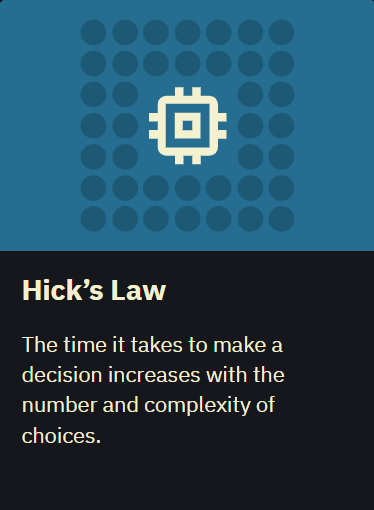 Hick’s Law
The time it takes to make a
decision increases with the
number and complexity of
choices.